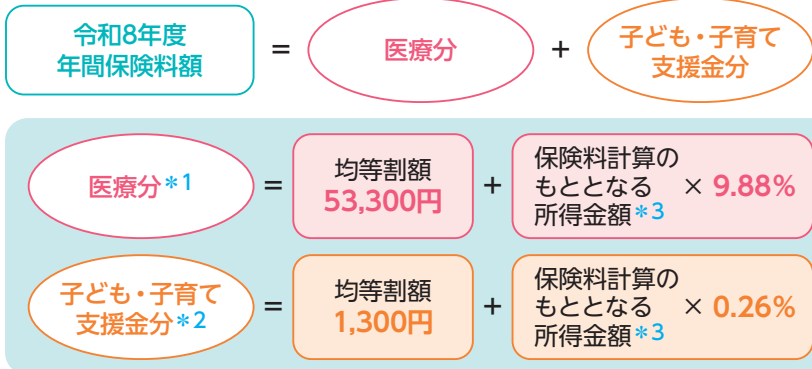 令和8年度
年間保険料額
=
医療分
+
子ども・子育て
支援金分
医療分*1
=
均等割額
53,300円
+
保険料計算の
もととなる
所得金額*3
× 9.88%
子ども・子育て
支援金分*2
=
均等割額
1,300円
+
保険料計算の
もととなる
所得金額*3
× 0.26%